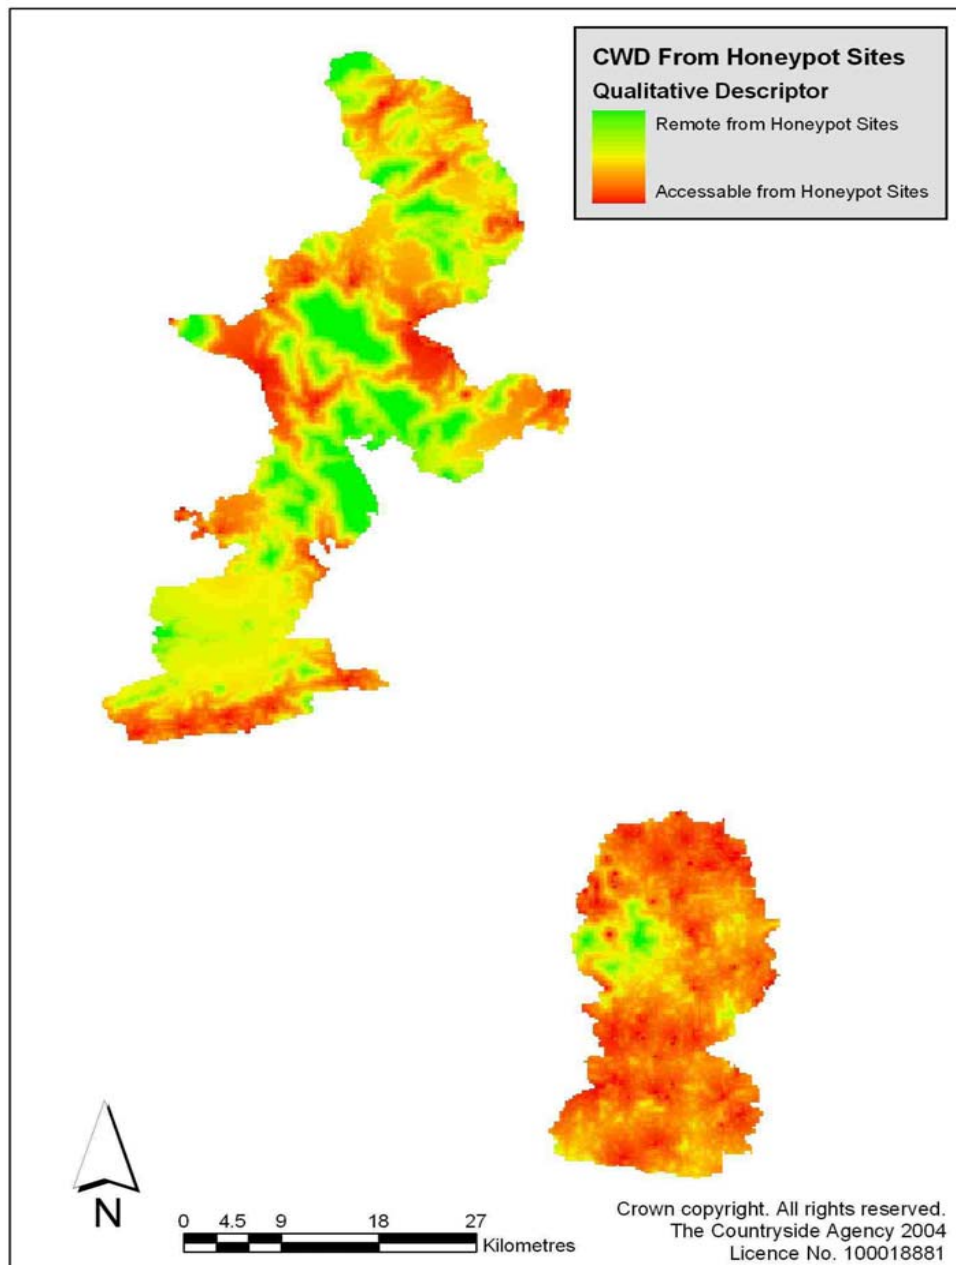 CWD From Honeypot Sites
Qualitative Descriptor
Remote from Honeypot Sites
Accessable from Honeypot Sites
N
0 4.5 9 18 27
Kilometres
Crown copyright. All rights reserved.
The Countryside Agency 2004
Licence No. 100018881